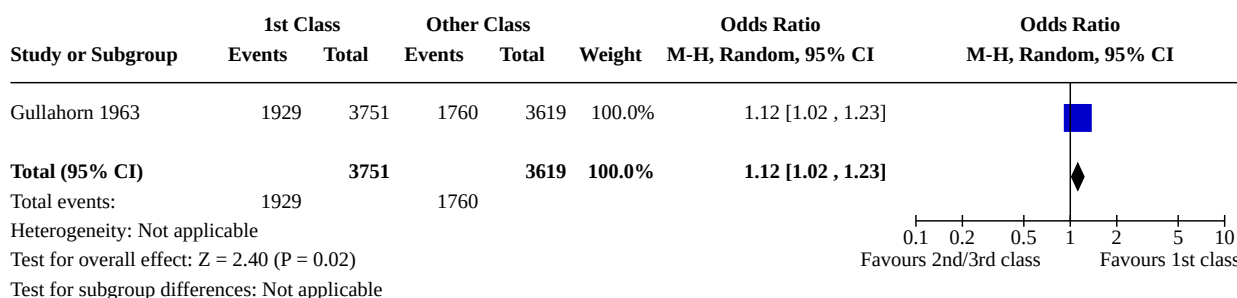 1st Class Other Class Odds Ratio Odds Ratio
Study or Subgroup Events Total Events Total Weight M-H, Random, 95% CI M-H, Random, 95% CI
Gullahorn 1963 1929 3751 1760 3619 100.0% 1.12 [1.02 , 1.23]
Total (95% CI) 3751 3619 100.0% 1.12 [1.02 , 1.23]
Total events: 1929 1760
Heterogeneity: Not applicable 0.1 0.2 0.5 1 2 5 10
Test for overall effect: Z = 2.40 (P = 0.02) Favours 2nd/3rd class Favours 1st class
Test for subgroup differences: Not applicable